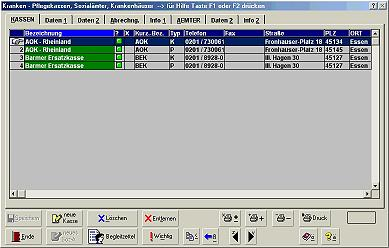 Kranken - Pflegekassen, Sozialämter, Krankenhäuser --> für Hilfe Taste F1 oder F2 drücken
KASSEN Daten 1 Daten 2 Abrechng. Info 1 AEMTER Daten 2 Info 2
Bezeichnung ? X Kurz.-Bez. Typ Telefon Fax Straße PLZ ORT
AOK - Rheinland AOK K 0201 / 730061 Fronhauser-Platz 18 45134 Essen
2 AOK - Rheinland AOK P 0201 / 730061 Fronhauser-Platz 18 45145 Essen
3 Barmer Ersatzkasse BEK K 0201 / 8928-0 III. Hagen 30 45127 Essen
4 Barmer Ersatzkasse BEK P 0201 / 8928-0 III. Hagen 30 45127 Essen
Speichern neue Kasse Löschen Entfernen Druck
Ende neues Begleitzettel Wichtig